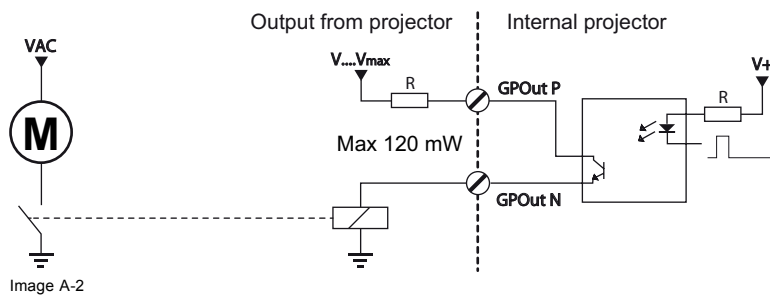 Output from projector
Internal projector
VAC
V....Vmax
V+
R
GPOut P
R
M
Max 120 mW
GPOut N
Image A-2